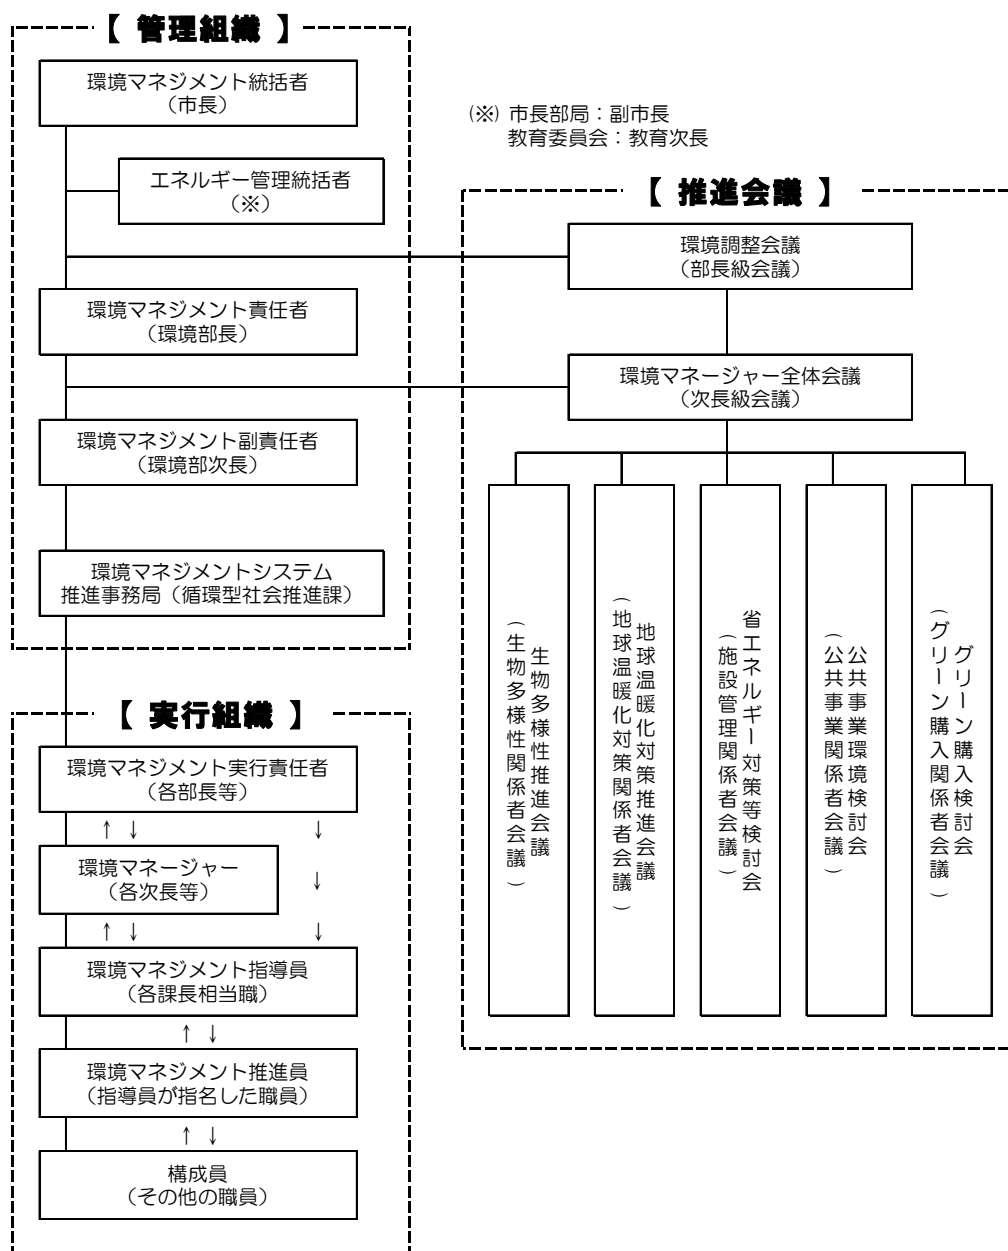 【 管理組織 】
環境マネジメント統括者
（市長）
エネルギー管理統括者
（※）
環境マネジメント責任者
（環境部長）
環境マネジメント副責任者
（環境部次長）
環境マネジメントシステム
推進事務局（循環型社会推進課）
(※) 市長部局：副市長
教育委員会：教育次長
【 推進会議 】
環境調整会議
（部長級会議）
環境マネージャー全体会議
（次長級会議）
生物多様性推進会議
（生物多様性関係者会議）
地球温暖化対策推進会議
（地球温暖化対策関係者会議）
省エネルギー対策等検討会
（施設管理関係者会議）
公共事業環境検討会
（公共事業関係者会議）
グリーン購入検討会
（グリーン購入関係者会議）
【 実行組織 】
環境マネジメント実行責任者
（各部長等）
↑ ↓ ↓
環境マネージャー
（各次長等）
↓
↑ ↓ ↓
環境マネジメント指導員
（各課長相当職）
↑ ↓
環境マネジメント推進員
（指導員が指名した職員）
↑ ↓
構成員
（その他の職員）